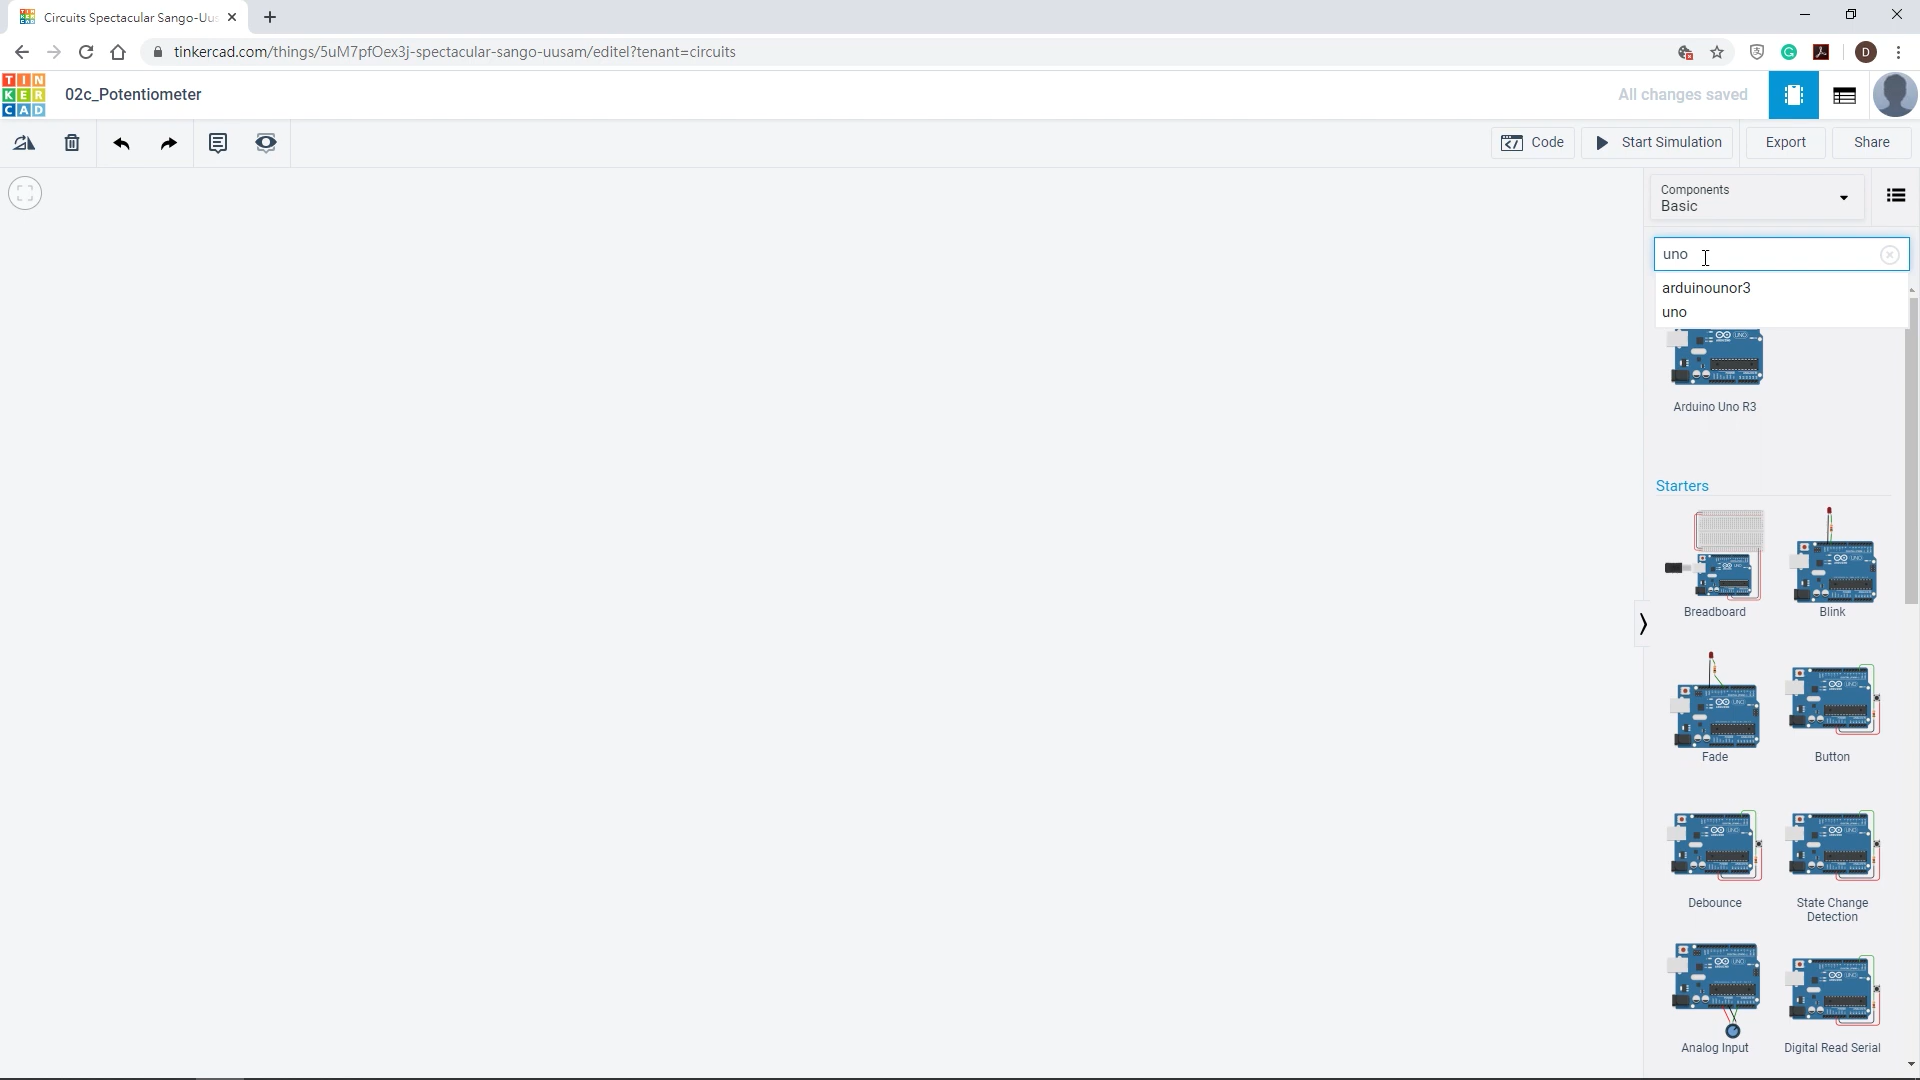 Circuits Spectacular Sango-Uus
tinkercad.com/things/5uM7pfOex3j-spectacular-sango-uusam/editel?tenant=circuits
D
TIN
KER
CAD
02c_Potentiometer
All changes saved
Code
Start Simulation
Export
Share
Components
Basic
uno
arduinounor3
uno
Arduino Uno R3
Starters
Breadboard
Blink
Fade
Button
Debounce
State Change
Detection
Analog Input
Digital Read Serial